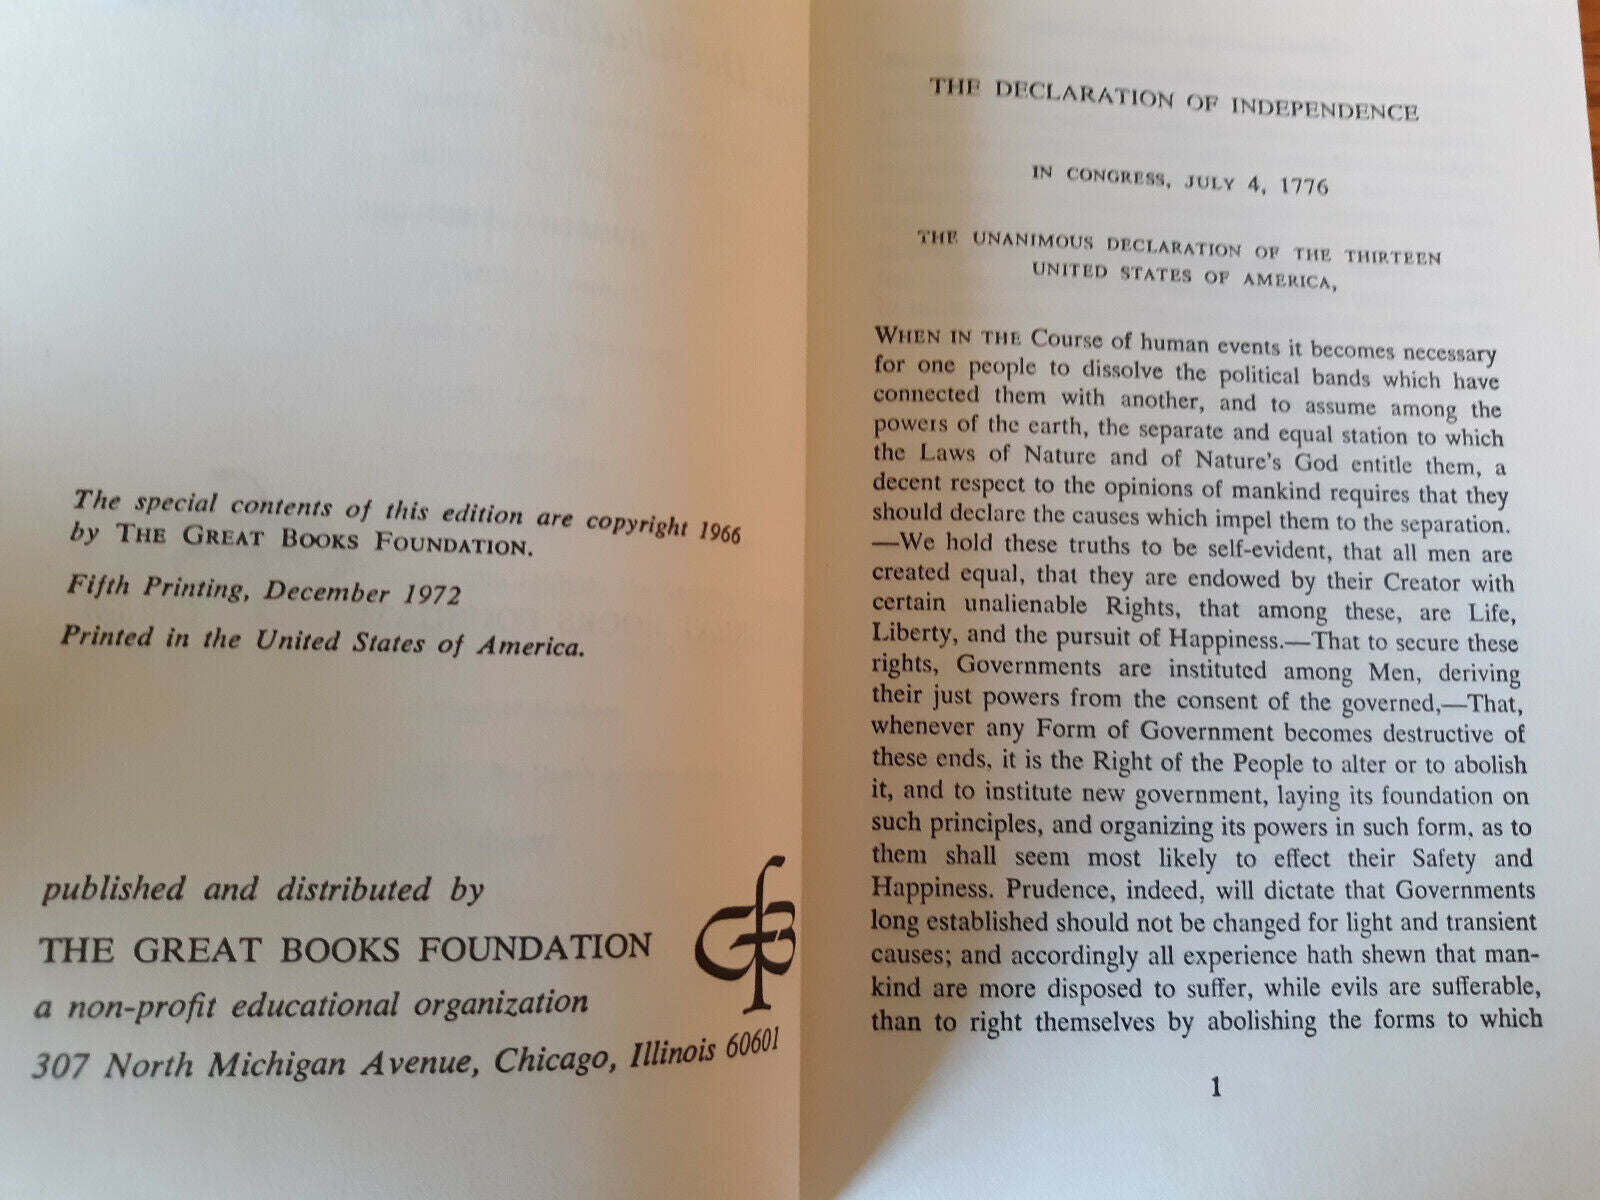 The special contents of this edition are copyright 1966
by THE GREAT BOOKS FOUNDATION.
Fifth Printing, December 1972
Printed in the United States of America.
published and distributed by
THE GREAT BOOKS FOUNDATION
a non-profit educational organization
307 North Michigan Avenue, Chicago, Illinois 60601
THE DECLARATION OF INDEPENDENCE
IN CONGRESS, JULY 4, 1776
THE UNANIMOUS DECLARATION OF THE THIRTEEN
UNITED STATES OF AMERICA,
WHEN IN THE Course of human events it becomes necessary
for one people to dissolve the political bands which have
connected them with another, and to assume among the
powers of the earth, the separate and equal station to which
the Laws of Nature and of Nature's God entitle them, a
decent respect to the opinions of mankind requires that they
should declare the causes which impel them to the separation.
—We hold these truths to be self-evident, that all men are
created equal, that they are endowed by their Creator with
certain unalienable Rights, that among these, are Life,
Liberty, and the pursuit of Happiness.—That to secure these
rights, Governments are instituted among Men, deriving
their just powers from the consent of the governed,—That,
whenever any Form of Government becomes destructive of
these ends, it is the Right of the People to alter or to abolish
it, and to institute new government, laying its foundation on
such principles, and organizing its powers in such form, as to
them shall seem most likely to effect their Safety and
Happiness. Prudence, indeed, will dictate that Governments
long established should not be changed for light and transient
causes; and accordingly all experience hath shewn that man-
kind are more disposed to suffer, while evils are sufferable,
than to right themselves by abolishing the forms to which
1